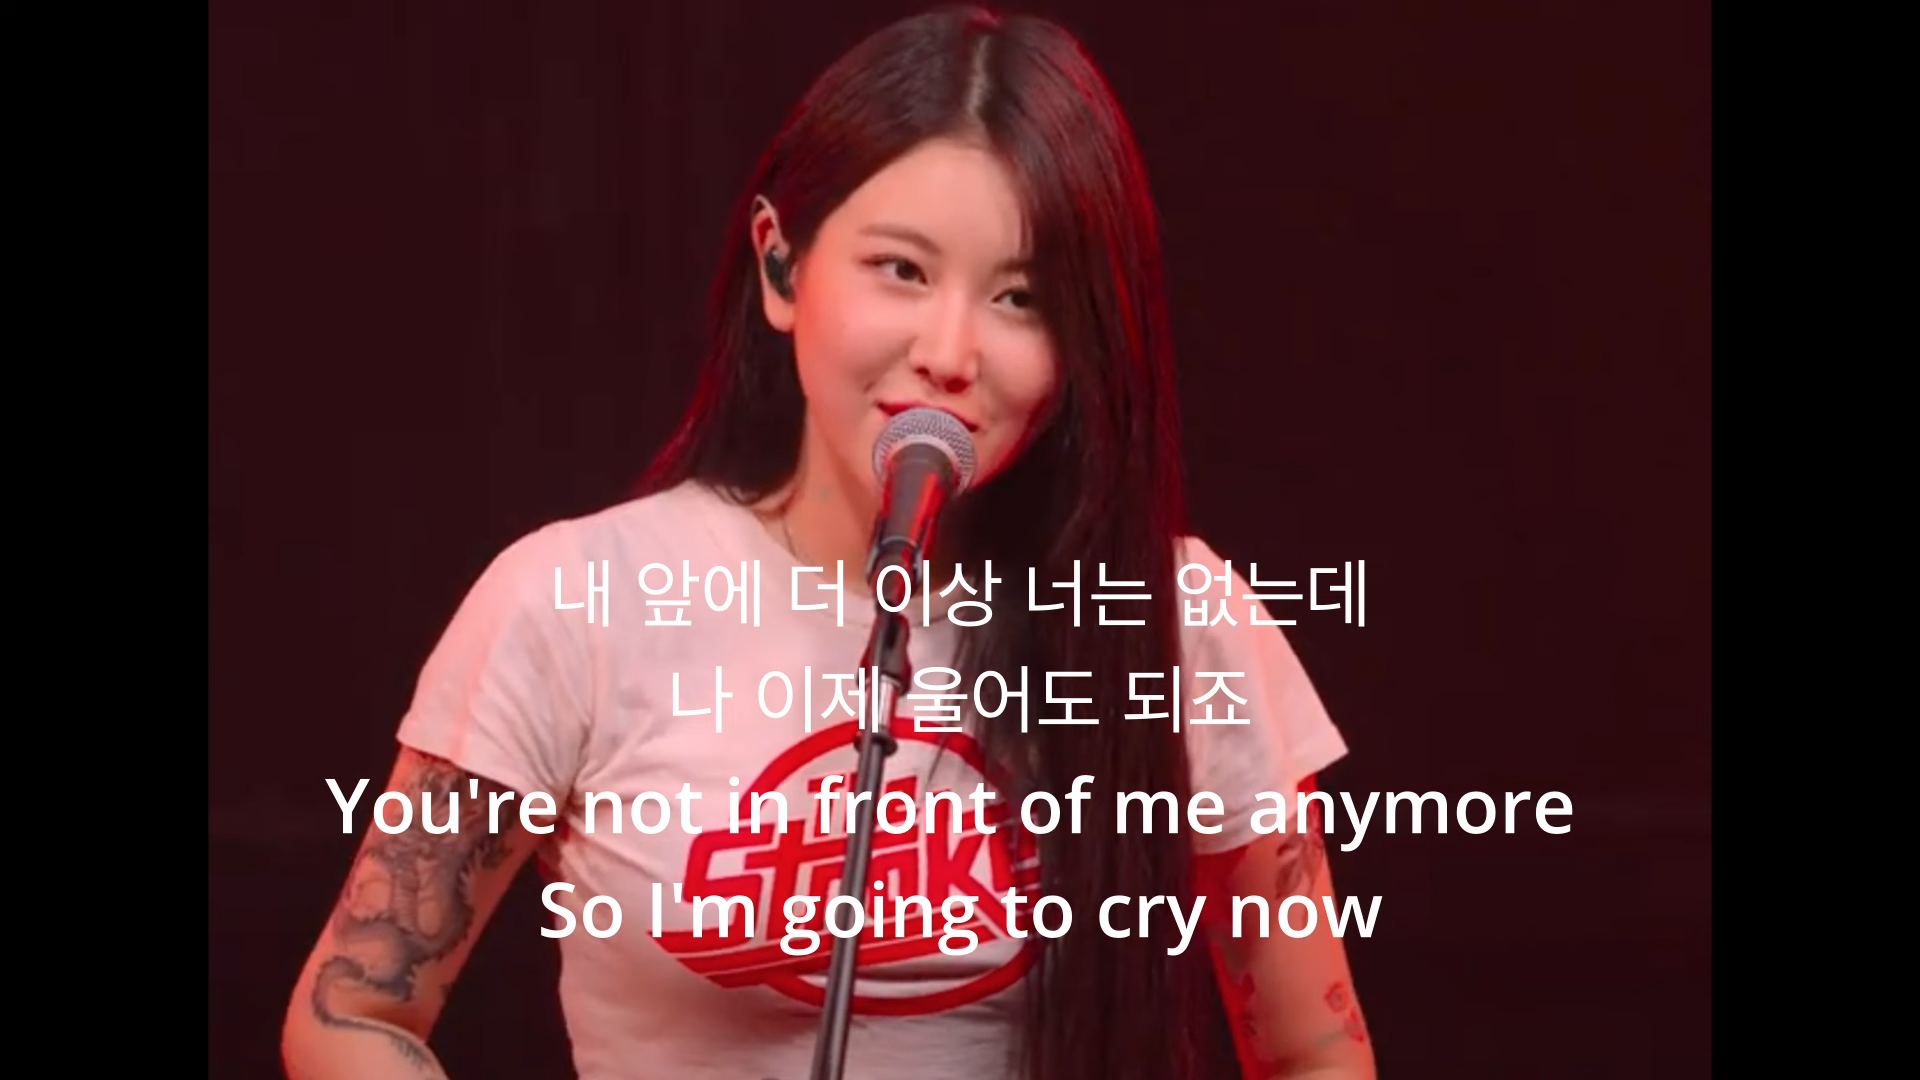 내 앞에 더 이상 너는 없는데
나 이제 울어도 되죠
You're not in front of me anymore
So I'm going to cry now